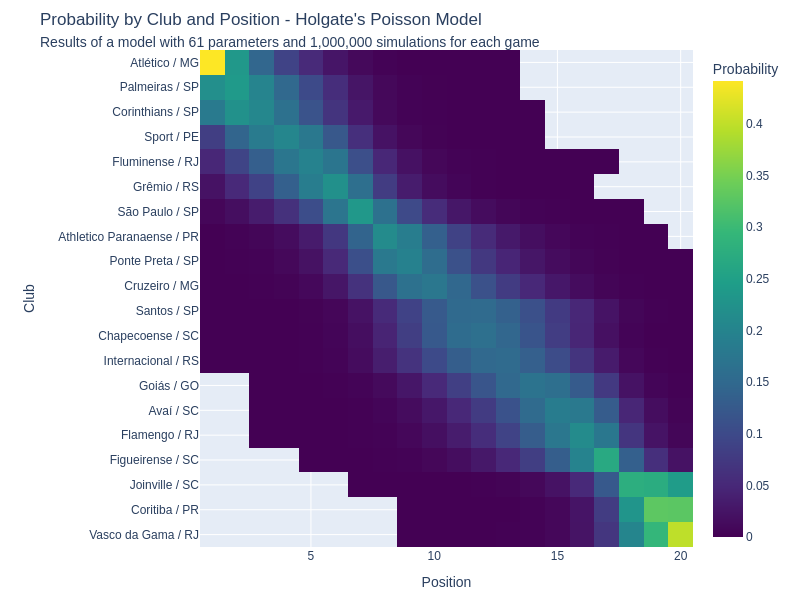 Probability by Club and Position - Holgate's Poisson Model
Results of a model with 61 parameters and 1,000,000 simulations for each game
Probability
Atlético / MG
Palmeiras / SP
Corinthians / SP
Sport / PE
Fluminense / RJ
Grêmio / RS
São Paulo / SP
Athletico Paranaense / PR
Ponte Preta / SP
Cruzeiro / MG
Santos / SP
Chapecoense / SC
Internacional / RS
Goiás / GO
Avaí / SC
Flamengo / RJ
Figueirense / SC
Joinville / SC
Coritiba / PR
Vasco da Gama / RJ
Club
5
10
15
20
Position
0.4
0.35
0.3
0.25
0.2
0.15
0.1
0.05
0